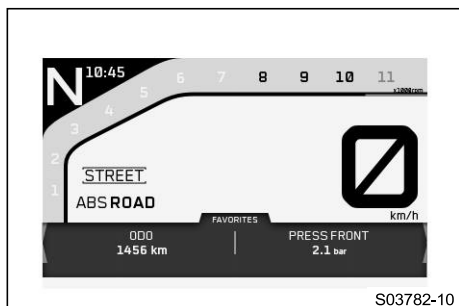 N
10:45
1 2 3 4 5 6 7 8 9 10 11
x1000rpm
STREET
ABS ROAD
0
km/h
FAVORITES
ODO
1456 km
PRESS FRONT
2.1 bar
S03782-10